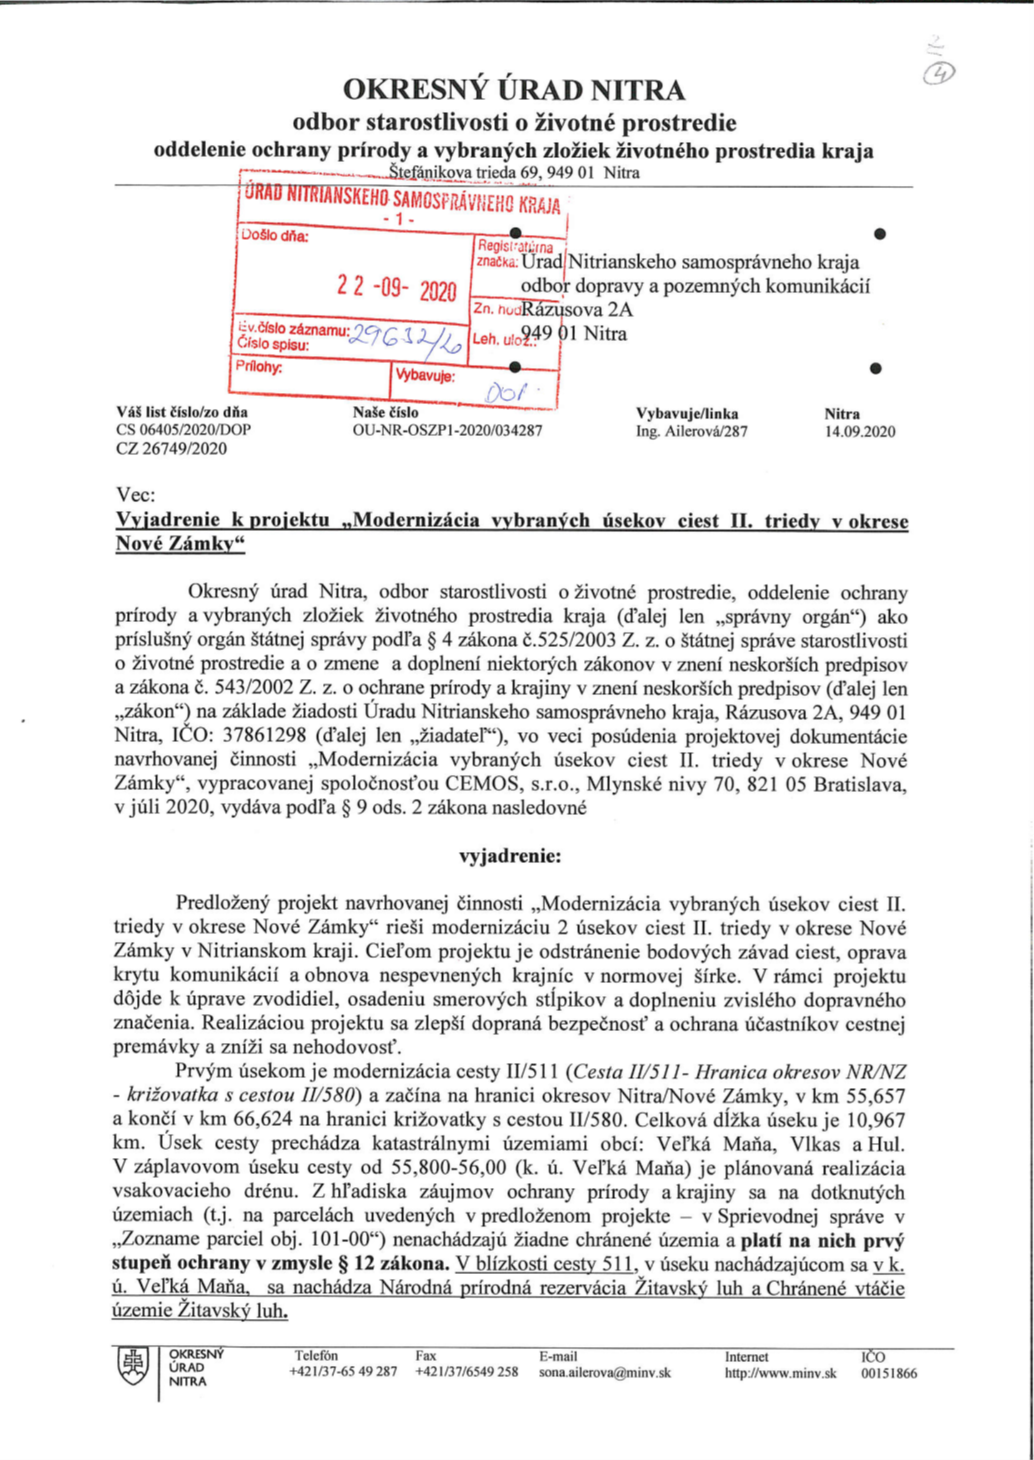 4
OKRESNÝ ÚRAD NITRA
odbor starostlivosti o životné prostredie
oddelenie ochrany prírody a vybraných zložiek životného prostredia kraja
Štefánikova trieda 69, 949 01 Nitra
ÚRAD NITRIANSKEHO SAMOSPRÁVNEHO KRAJA
- 1 -
Došlo dňa:
22 -09- 2020
Registratúrna
značka:
Zn. hod
Ev.číslo záznamu: 29632/20
Číslo spisu:
Leh. ulož.:
Prílohy:
Vybavuje:
DOP
Úrad Nitrianskeho samosprávneho kraja
odbor dopravy a pozemných komunikácií
Rázusova 2A
949 01 Nitra
Váš list číslo/zo dňa Naše číslo Vybavuje/linka Nitra
CS 06405/2020/DOP OU-NR-OSZP1-2020/034287 Ing. Ailerová/287 14.09.2020
CZ 26749/2020
Vec:
Vyjadrenie k projektu „Modernizácia vybraných úsekov ciest II. triedy v okrese
Nové Zámky“
Okresný úrad Nitra, odbor starostlivosti o životné prostredie, oddelenie ochrany
prírody a vybraných zložiek životného prostredia kraja (ďalej len „správny orgán“) ako
príslušný orgán štátnej správy podľa § 4 zákona č.525/2003 Z. z. o štátnej správe starostlivosti
o životné prostredie a o zmene a doplnení niektorých zákonov v znení neskorších predpisov
a zákona č. 543/2002 Z. z. o ochrane prírody a krajiny v znení neskorších predpisov (ďalej len
„zákon“) na základe žiadosti Úradu Nitrianskeho samosprávneho kraja, Rázusova 2A, 949 01
Nitra, IČO: 37861298 (ďalej len „žiadateľ“), vo veci posúdenia projektovej dokumentácie
navrhovanej činnosti „Modernizácia vybraných úsekov ciest II. triedy v okrese Nové
Zámky“, vypracovanej spoločnosťou CEMOS, s.r.o., Mlynské nivy 70, 821 05 Bratislava,
v júli 2020, vydáva podľa § 9 ods. 2 zákona nasledovné
vyjadrenie:
Predložený projekt navrhovanej činnosti „Modernizácia vybraných úsekov ciest II.
triedy v okrese Nové Zámky“ rieši modernizáciu 2 úsekov ciest II. triedy v okrese Nové
Zámky v Nitrianskom kraji. Cieľom projektu je odstránenie bodových závad ciest, oprava
krytu komunikácií a obnova nespevnených krajníc v normovej šírke. V rámci projektu
dôjde k úprave zvodidiel, osadeniu smerových stĺpikov a doplneniu zvislého dopravného
značenia. Realizáciou projektu sa zlepší dopraná bezpečnosť a ochrana účastníkov cestnej
premávky a zníži sa nehodovosť.
Prvým úsekom je modernizácia cesty II/511 (Cesta II/511- Hranica okresov NR/NZ
- križovatka s cestou II/580) a začína na hranici okresov Nitra/Nové Zámky, v km 55,657
a končí v km 66,624 na hranici križovatky s cestou II/580. Celková dĺžka úseku je 10,967
km. Úsek cesty prechádza katastrálnymi územiami obcí: Veľká Maňa, Vlkas a Hul.
V záplavovom úseku cesty od 55,800-56,00 (k. ú. Veľká Maňa) je plánovaná realizácia
vsakovacieho drénu. Z hľadiska záujmov ochrany prírody a krajiny sa na dotknutých
územiach (t.j. na parcelách uvedených v predloženom projekte – v Sprievodnej správe v
„Zozname parciel obj. 101-00“) nenachádzajú žiadne chránené územia a platí na nich prvý
stupeň ochrany v zmysle § 12 zákona. V blízkosti cesty 511, v úseku nachádzajúcom sa v k.
ú. Veľká Maňa, sa nachádza Národná prírodná rezervácia Žitavský luh a Chránené vtáčie
územie Žitavský luh.
OKRESNÝ
ÚRAD
NITRA
Telefón Fax E-mail Internet IČO
+421/37-65 49 287 +421/37/6549 258 sona.ailerova@minv.sk http://www.minv.sk 00151866